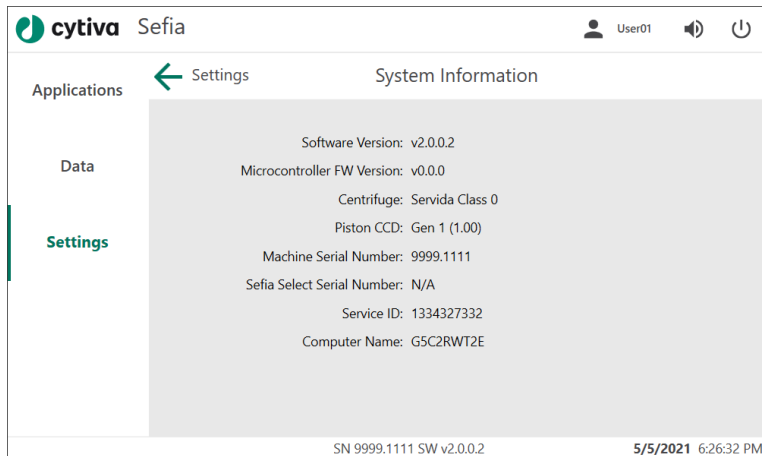 cytiva Sefia User01
Applications
Data
Settings
Settings System Information
Software Version: v2.0.0.2
Microcontroller FW Version: v0.0.0
Centrifuge: Servida Class 0
Piston CCD: Gen 1 (1.00)
Machine Serial Number: 9999.1111
Sefia Select Serial Number: N/A
Service ID: 1334327332
Computer Name: G5C2RWT2E
SN 9999.1111 SW v2.0.0.2 5/5/2021 6:26:32 PM